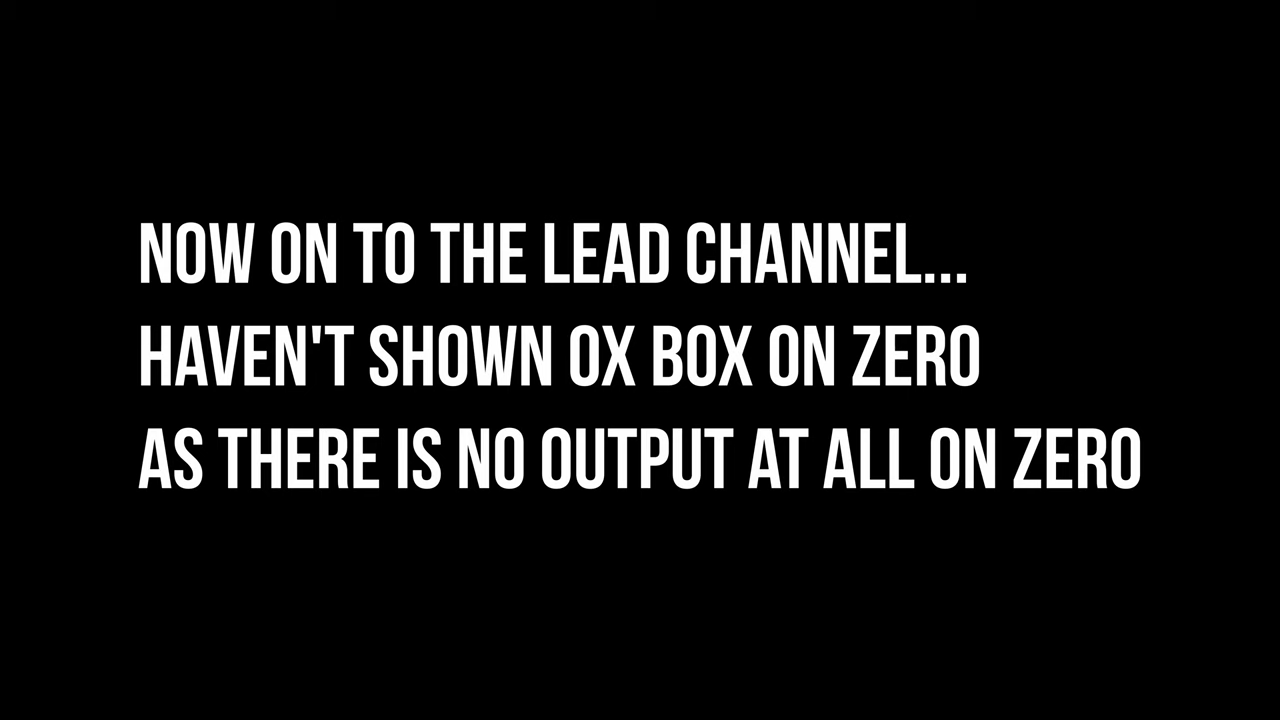 NOW ON TO THE LEAD CHANNEL...
HAVEN'T SHOWN OX BOX ON ZERO
AS THERE IS NO OUTPUT AT ALL ON ZERO